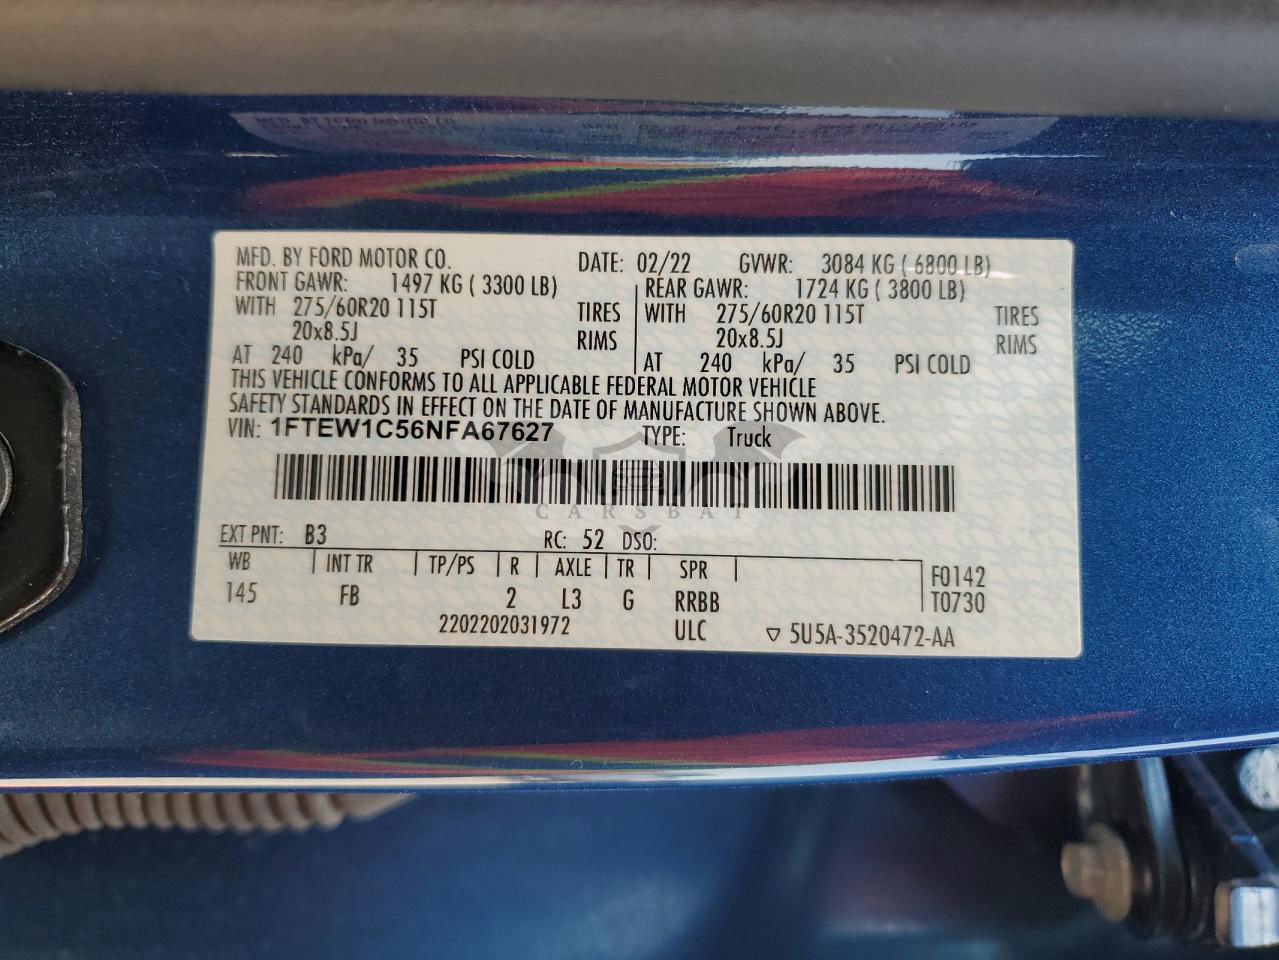 MFD. BY FORD MOTOR CO. DATE: 02/22 GVWR: 3084 KG ( 6800 LB)
FRONT GAWR: 1497 KG ( 3300 LB) REAR GAWR: 1724 KG ( 3800 LB)
WITH 275/60R20 115T TIRES WITH 275/60R20 115T TIRES
20x8.5J RIMS 20x8.5J RIMS
AT 240 kPa/ 35 PSI COLD AT 240 kPa/ 35 PSI COLD
THIS VEHICLE CONFORMS TO ALL APPLICABLE FEDERAL MOTOR VEHICLE
SAFETY STANDARDS IN EFFECT ON THE DATE OF MANUFACTURE SHOWN ABOVE.
VIN: 1FTEW1C56NFA67627 TYPE: Truck
CARSBAT
EXT PNT: B3 RC: 52 DSO:
WB INT TR TP/PS R AXLE TR SPR F0142
145 FB 2 L3 G RRBB T0730
2202202031972 ULC ▽ 5U5A-3520472-AA